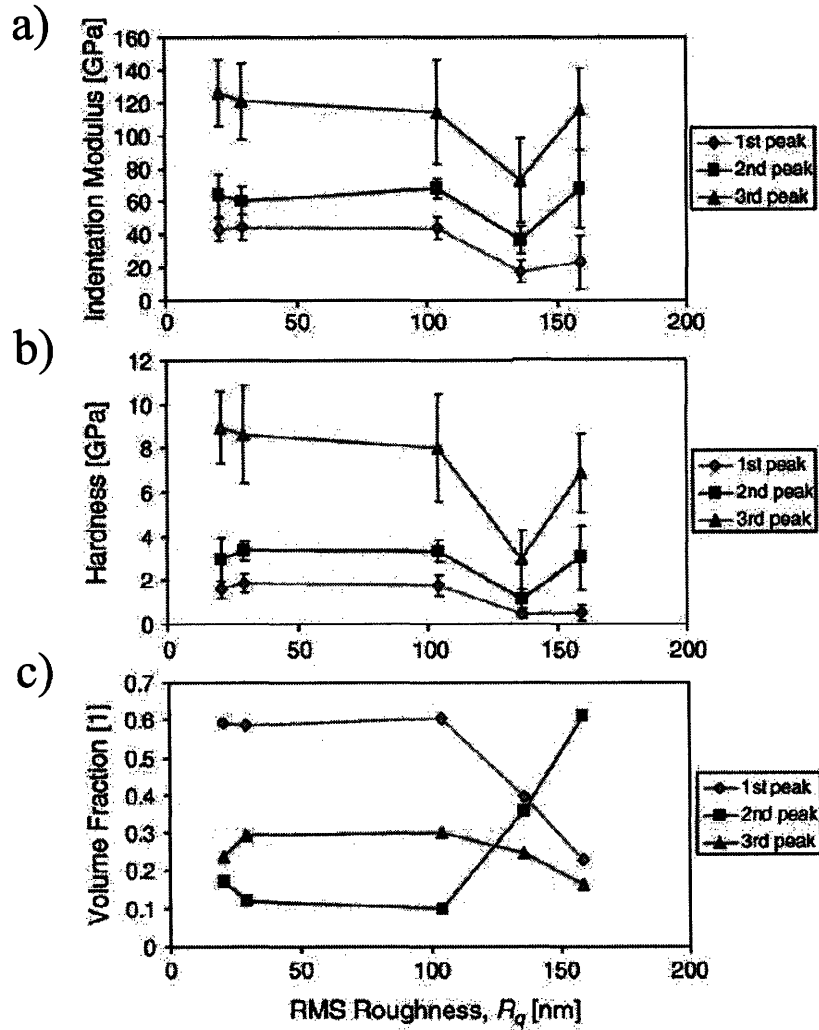 a)
Indentation Modulus [GPa]
160
140
120
100
80
60
40
20
0
0 50 100 150 200
1st peak
2nd peak
3rd peak
b)
Hardness [GPa]
12
10
8
6
4
2
0
0 50 100 150 200
1st peak
2nd peak
3rd peak
c)
Volume Fraction [1]
0.7
0.6
0.5
0.4
0.3
0.2
0.1
0
0 50 100 150 200
1st peak
2nd peak
3rd peak
RMS Roughness, Rq [nm]